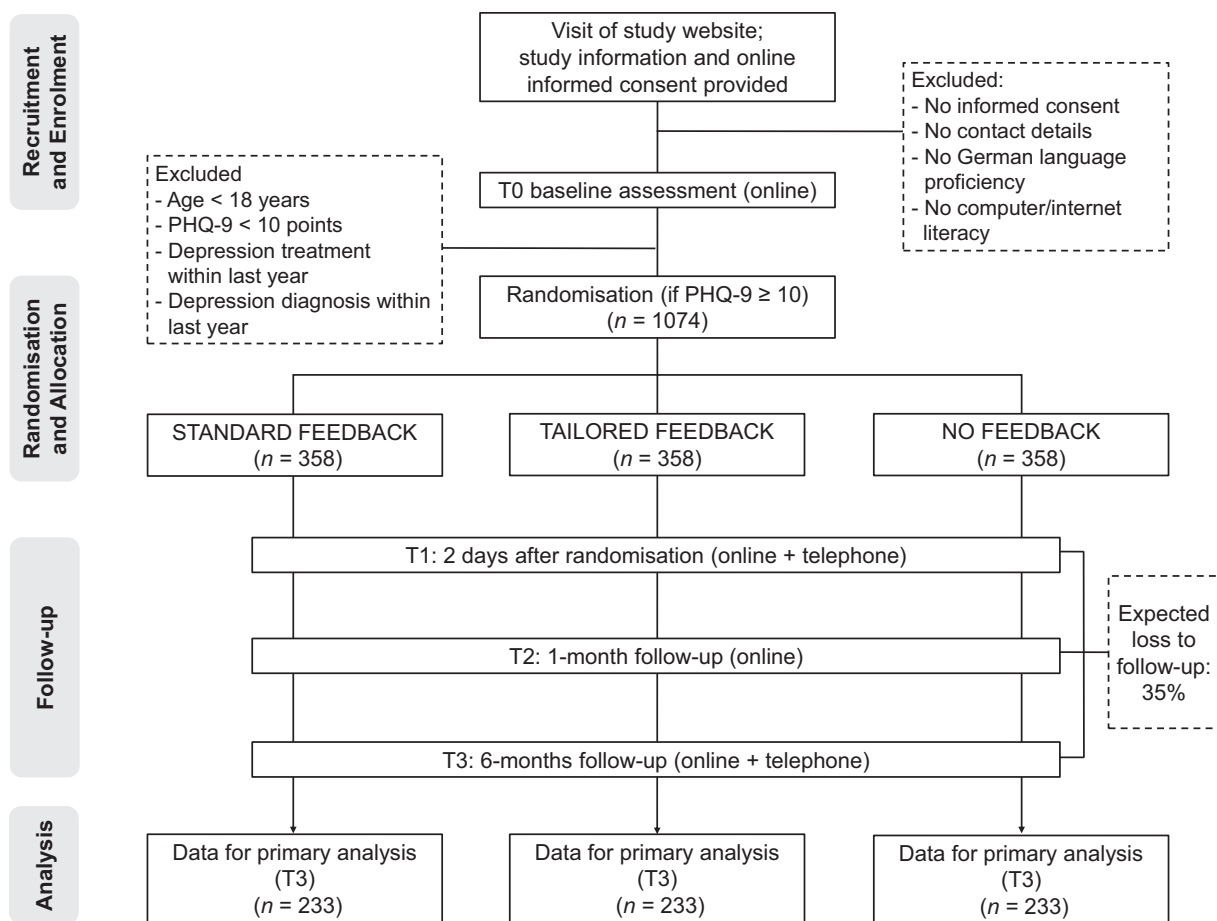 Recruitment
and Enrolment
Visit of study website;
study information and online
informed consent provided
Excluded:
- No informed consent
- No contact details
- No German language
proficiency
- No computer/internet
literacy
T0 baseline assessment (online)
Excluded
- Age < 18 years
- PHQ-9 < 10 points
- Depression treatment
within last year
- Depression diagnosis within
last year
Randomisation
and Allocation
Randomisation (if PHQ-9 ≥ 10)
(n = 1074)
STANDARD FEEDBACK
(n = 358)
TAILORED FEEDBACK
(n = 358)
NO FEEDBACK
(n = 358)
Follow-up
T1: 2 days after randomisation (online + telephone)
T2: 1-month follow-up (online)
T3: 6-months follow-up (online + telephone)
Expected
loss to
follow-up:
35%
Analysis
Data for primary analysis
(T3)
(n = 233)
Data for primary analysis
(T3)
(n = 233)
Data for primary analysis
(T3)
(n = 233)